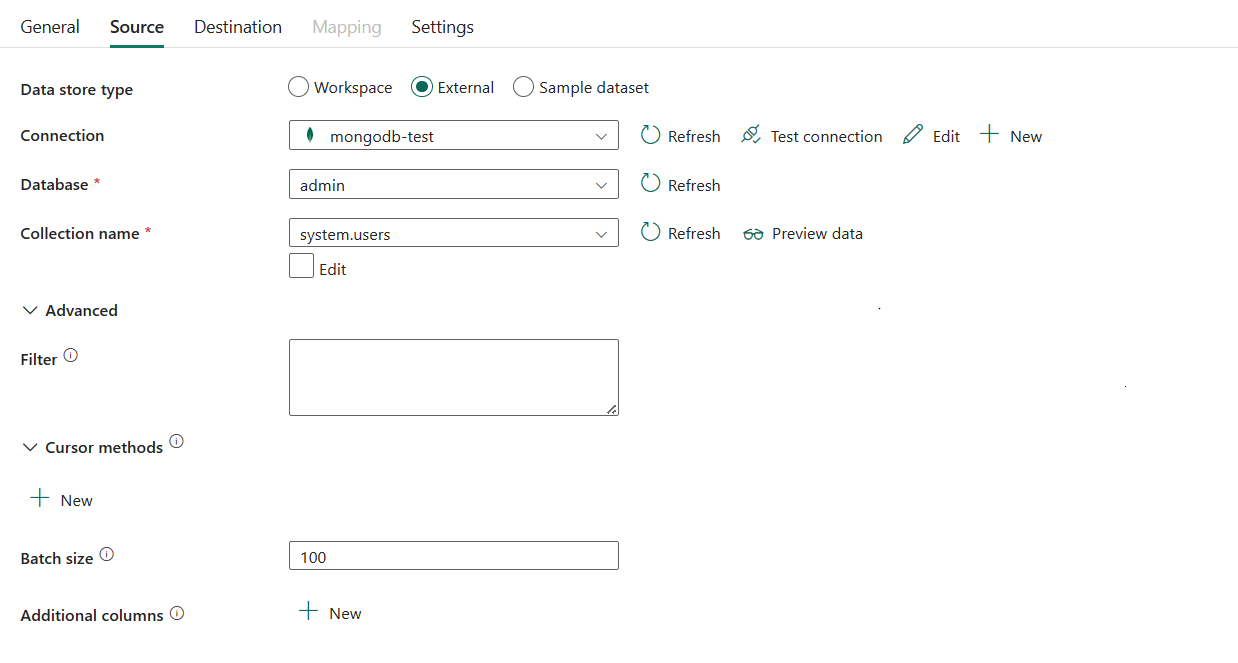 General Source Destination Mapping Settings
Data store type Workspace External Sample dataset
Connection mongodb-test Refresh Test connection Edit New
Database * admin Refresh
Collection name * system.users Refresh Preview data
Edit
Advanced
Filter
Cursor methods
New
Batch size 100
Additional columns New